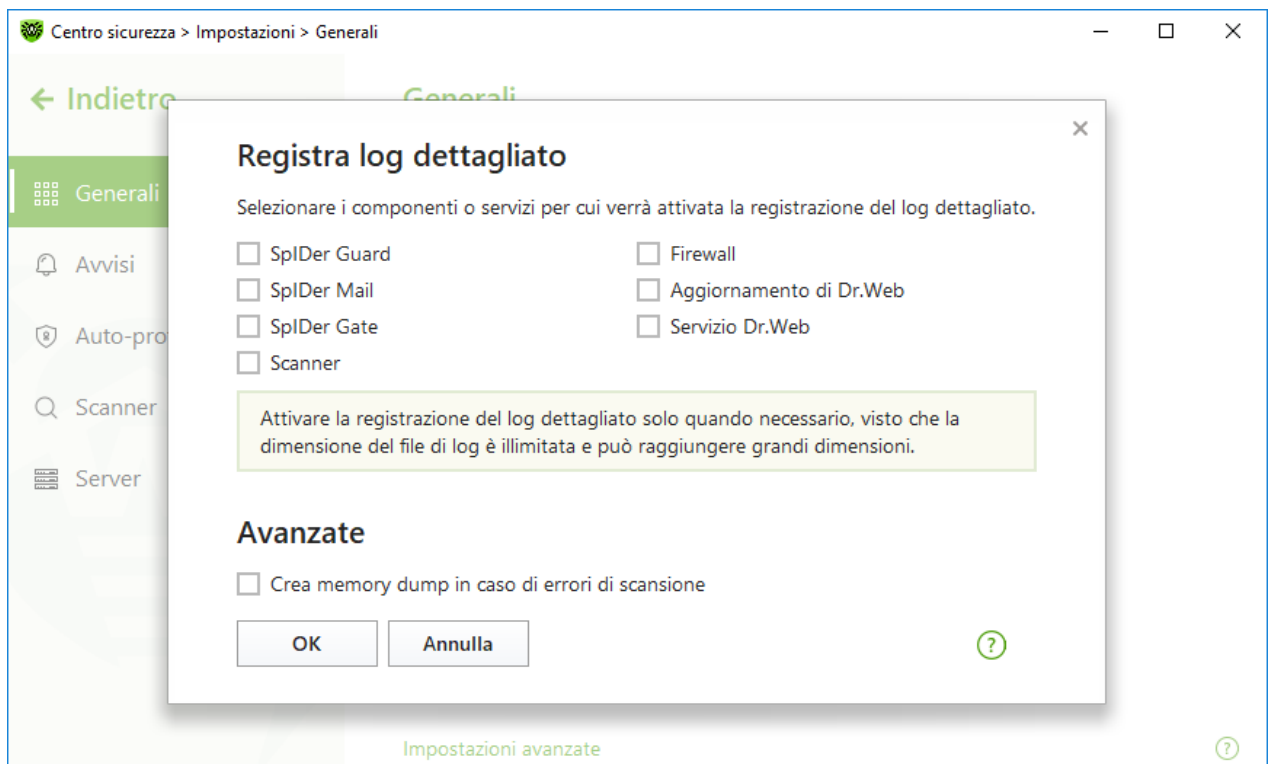 Centro sicurezza > Impostazioni > Generali
Indietro
Generali
Generali
Avvisi
Auto-pro
Scanner
Server
Registra log dettagliato
Selezionare i componenti o servizi per cui verrà attivata la registrazione del log dettagliato.
SpIDer Guard
SpIDer Mail
SpIDer Gate
Scanner
Firewall
Aggiornamento di Dr.Web
Servizio Dr.Web
Attivare la registrazione del log dettagliato solo quando necessario, visto che la
dimensione del file di log è illimitata e può raggiungere grandi dimensioni.
Avanzate
Crea memory dump in caso di errori di scansione
OK
Annulla
?
Impostazioni avanzate
?